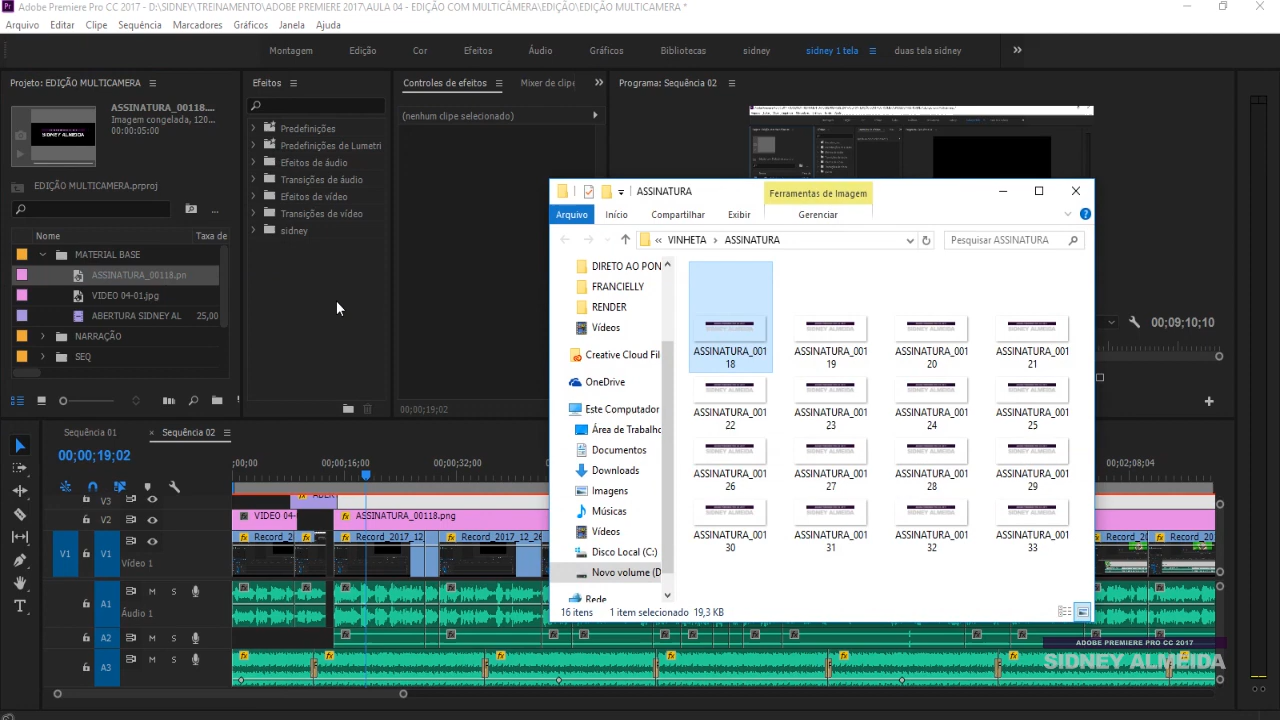 Adobe Premiere Pro CC 2017 - D:\SIDNEY\TREINAMENTO\ADOBE PREMIERE 2017\AULA 04 - EDIÇÃO COM MULTICÂMERA\EDIÇÃO\EDIÇÃO MULTICAMERA *
Arquivo Editar Clipe Sequência Marcadores Gráficos Janela Ajuda
Montagem Edição Cor Efeitos Áudio Gráficos Bibliotecas sidney sidney 1 tela duas tela sidney
Projeto: EDIÇÃO MULTICAMERA
Efeitos
Controles de efeitos Mixer de clipe
Programa: Sequência 02
ASSINATURA_00118....
Imagem congelada, 120...
00;00;05;00
(nenhum clipe selecionado)
EDIÇÃO MULTICAMERA.prproj
Predefinições
Predefinições de Lumetri
Efeitos de áudio
Transições de áudio
Efeitos de vídeo
Transições de vídeo
sidney
Nome Taxa de
MATERIAL BASE
ASSINATURA_00118.pn
VIDEO 04-01.jpg
ABERTURA SIDNEY AL 25,00
NARRAÇÃO
SEQ
00;00;19;02
00;09;10;10
ASSINATURA
Ferramentas de Imagem
Arquivo Início Compartilhar Exibir Gerenciar
« VINHETA › ASSINATURA
Pesquisar ASSINATURA
DIRETO AO PON
FRANCIELLY
RENDER
Vídeos
Creative Cloud Fil
OneDrive
Este Computador
Área de Trabalho
Documentos
Downloads
Imagens
Músicas
Vídeos
Disco Local (C:)
Novo volume (D
Rede
ASSINATURA_00118
ASSINATURA_00119
ASSINATURA_00120
ASSINATURA_00121
ASSINATURA_00122
ASSINATURA_00123
ASSINATURA_00124
ASSINATURA_00125
ASSINATURA_00126
ASSINATURA_00127
ASSINATURA_00128
ASSINATURA_00129
ASSINATURA_00130
ASSINATURA_00131
ASSINATURA_00132
ASSINATURA_00133
16 itens 1 item selecionado 19,3 KB
Sequência 01 × Sequência 02
00;00;19;02
;00;00 00;00;16;00 00;00;32;00
00;02;08;04
V3
V2 VIDEO 04- ASSINATURA_00118.png
V1 V1 Record_20 Record_2017_12 Record_2017_12_26 Record_20 Record_20
Vídeo 1
A1 A1 M S
Áudio 1
A2 M S
A3 M S
ADOBE PREMIERE PRO CC 2017
SIDNEY ALMEIDA